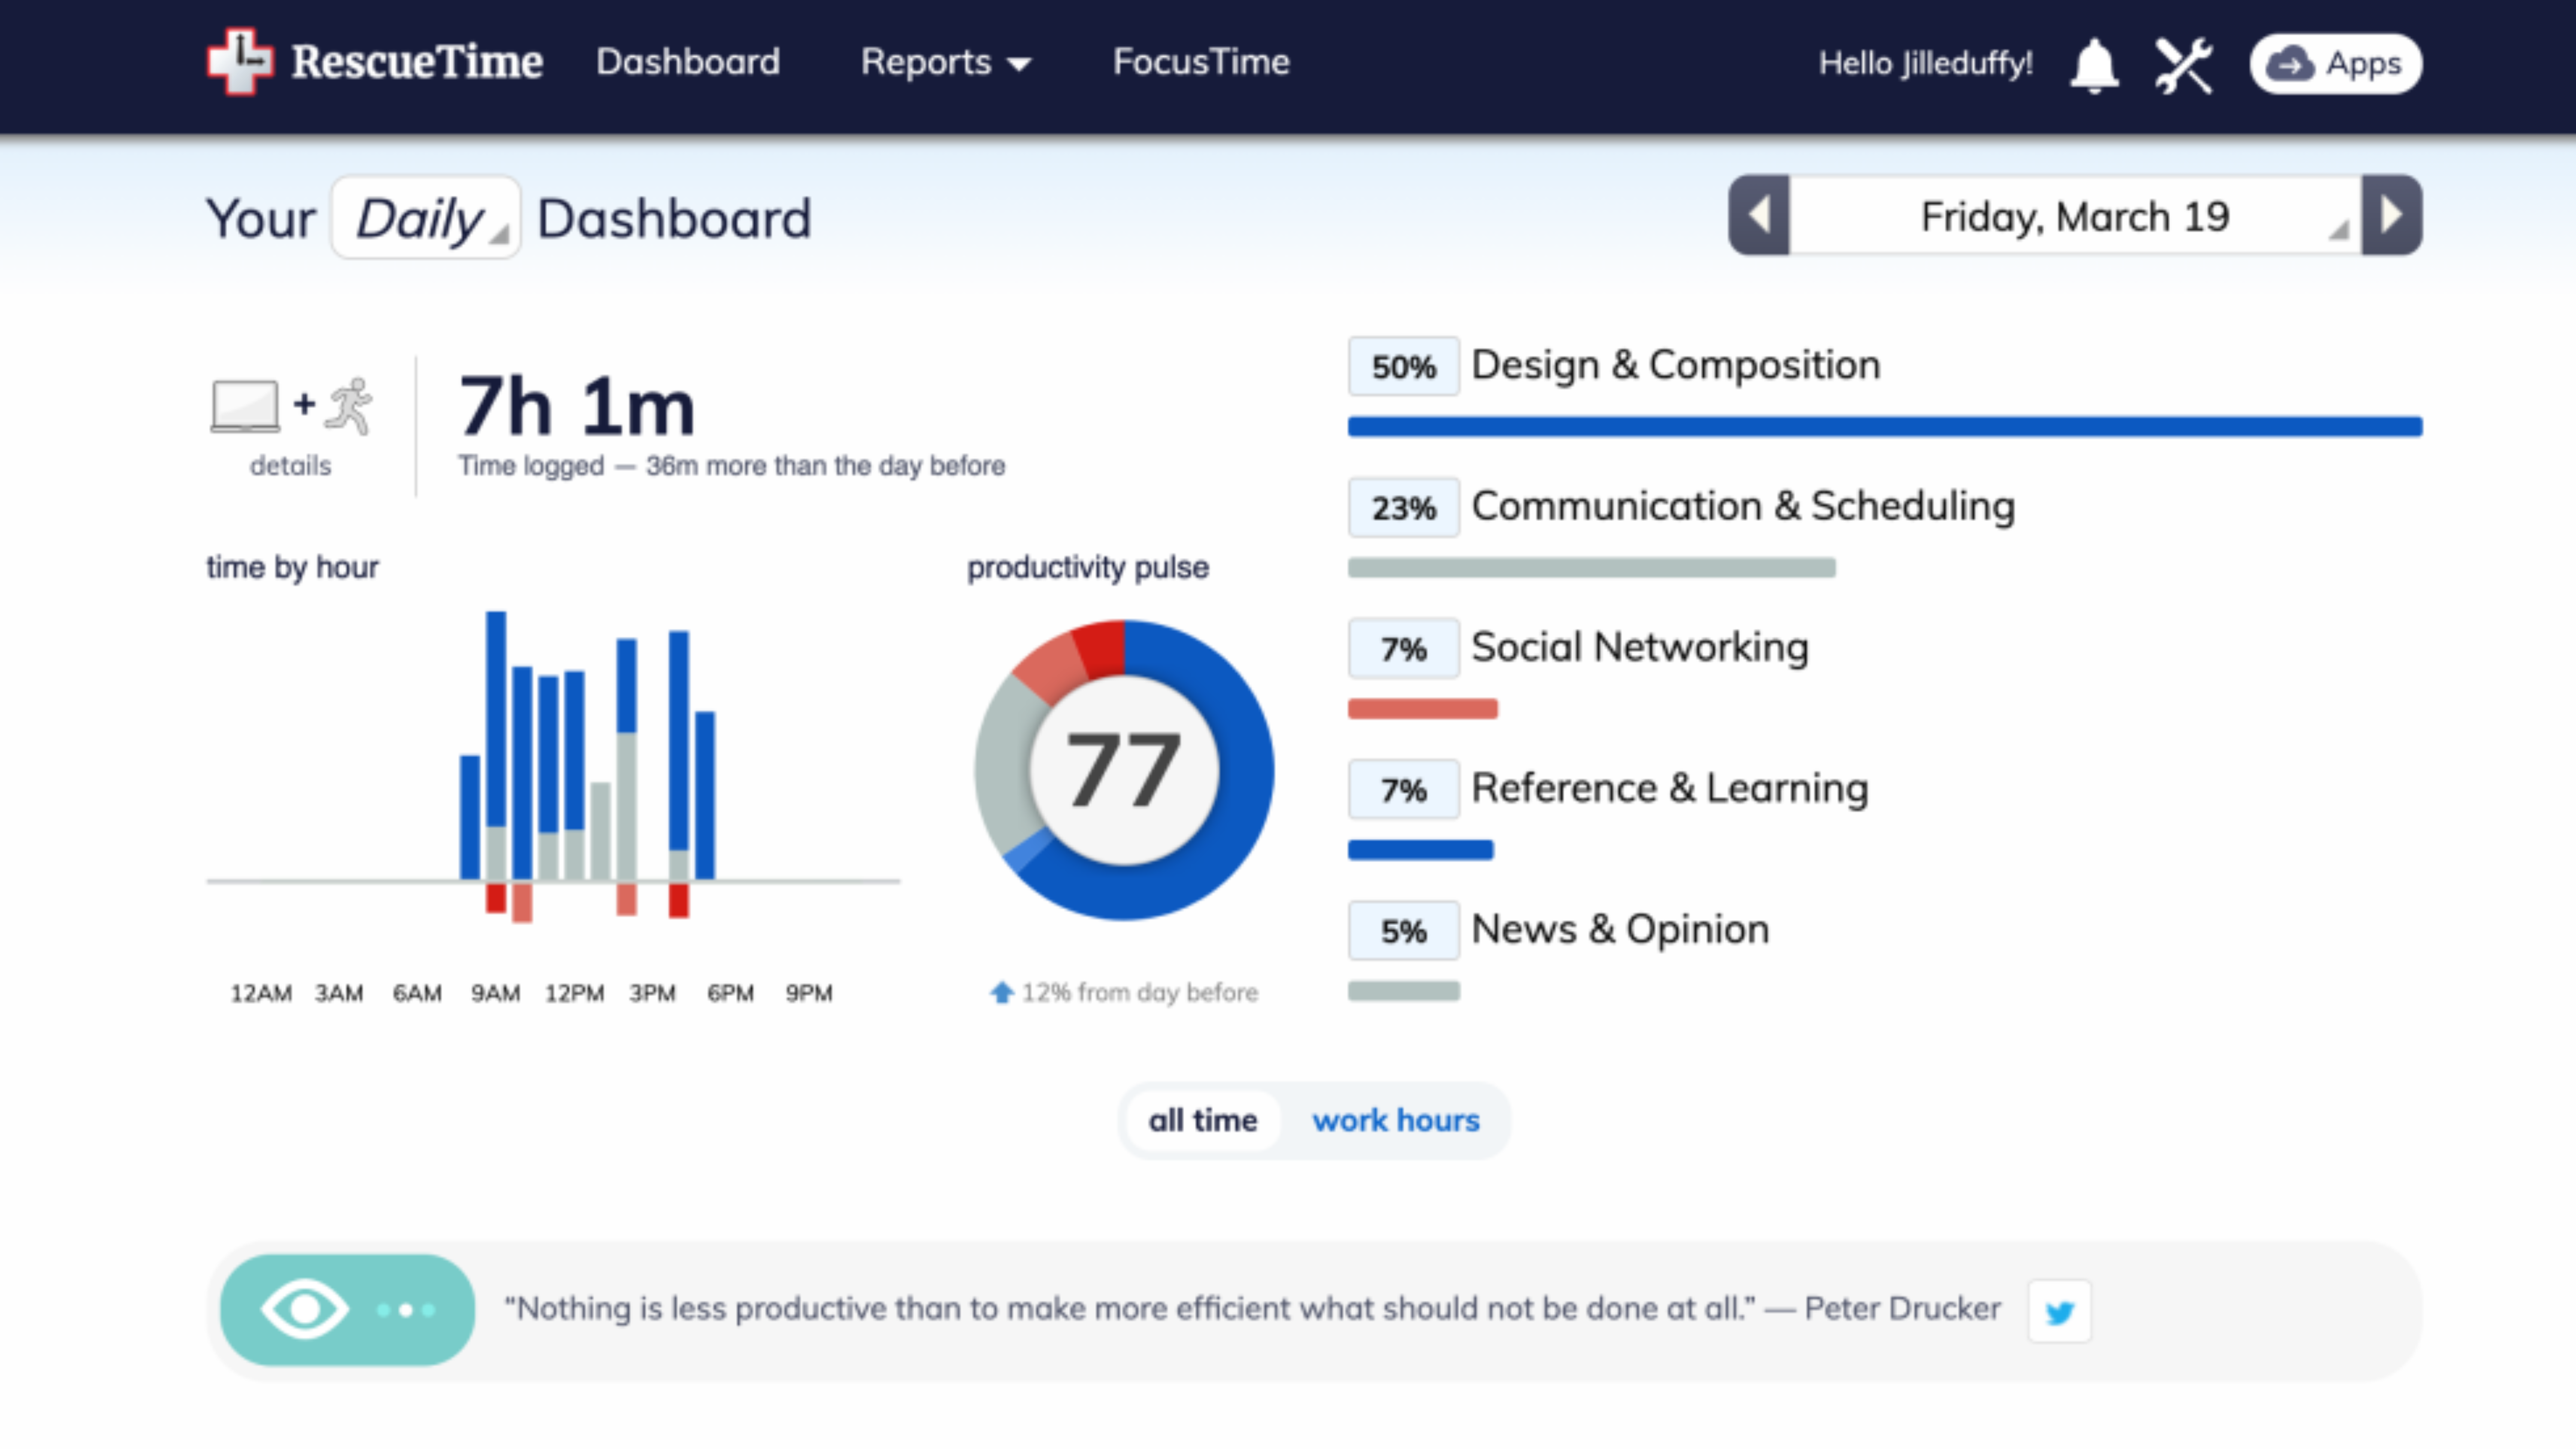 RescueTime Dashboard Reports FocusTime Hello Jilleduffy! Apps
Your Daily Dashboard
Friday, March 19
details
+
7h 1m
Time logged — 36m more than the day before
time by hour
12AM 3AM 6AM 9AM 12PM 3PM 6PM 9PM
productivity pulse
77
12% from day before
50% Design & Composition
23% Communication & Scheduling
7% Social Networking
7% Reference & Learning
5% News & Opinion
all time work hours
"Nothing is less productive than to make more efficient what should not be done at all." — Peter Drucker